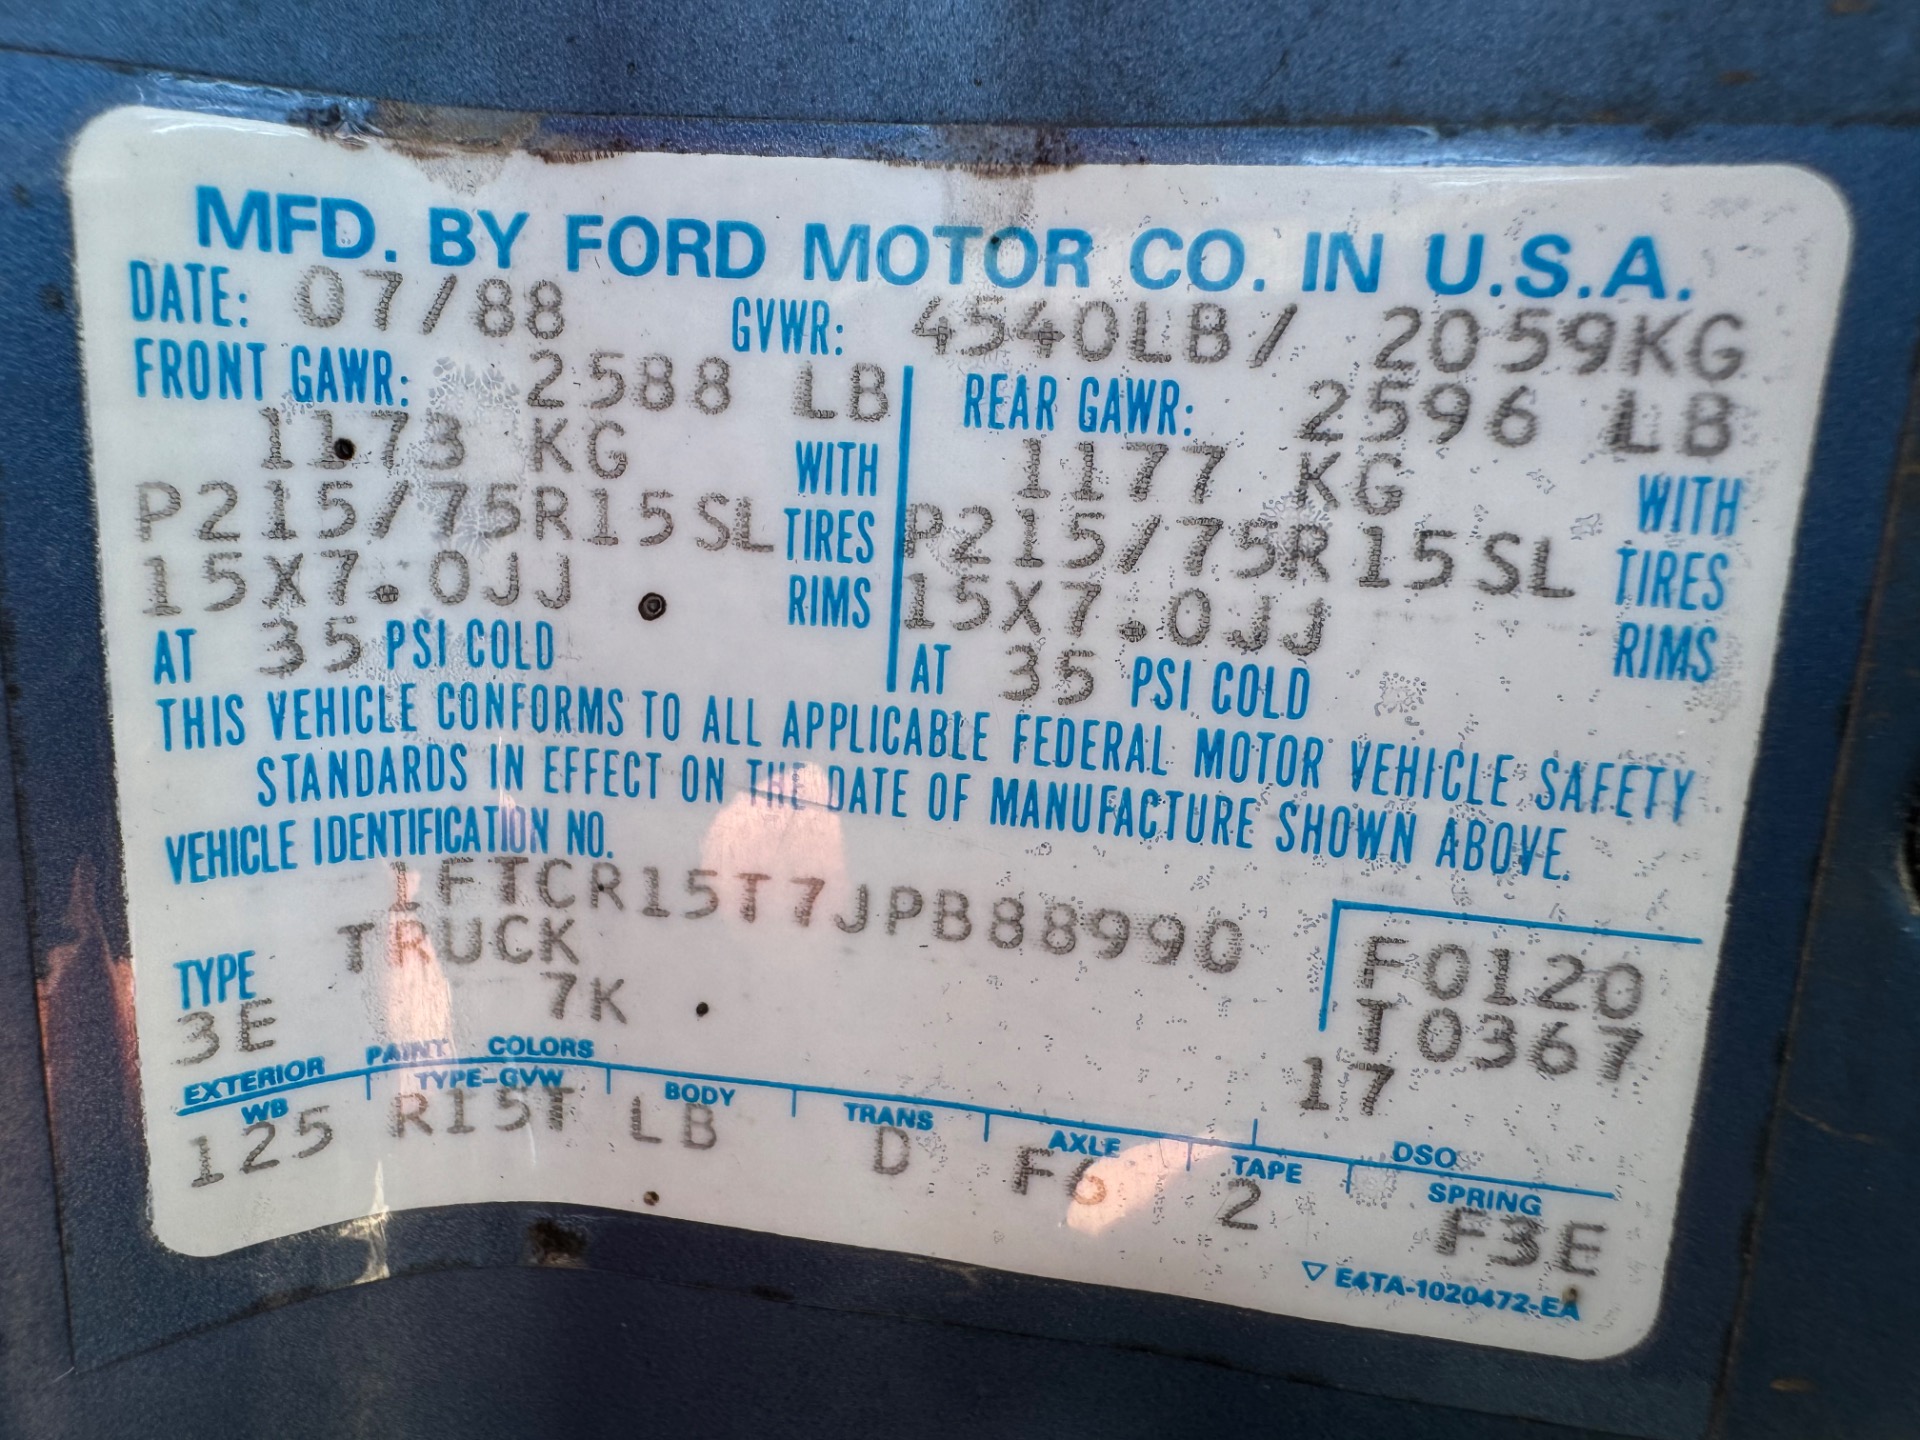 MFD. BY FORD MOTOR CO. IN U.S.A.
DATE: 07/88 GVWR: 4540LB/ 2059KG
FRONT GAWR: 2588 LB
1173 KG WITH
P215/75R15SL TIRES
15X7.0JJ RIMS
AT 35 PSI COLD
REAR GAWR: 2596 LB
1177 KG WITH
P215/75R15SL TIRES
15X7.0JJ RIMS
AT 35 PSI COLD
THIS VEHICLE CONFORMS TO ALL APPLICABLE FEDERAL MOTOR VEHICLE SAFETY
STANDARDS IN EFFECT ON THE DATE OF MANUFACTURE SHOWN ABOVE.
VEHICLE IDENTIFICATION NO.
1FTCR15T7JPB88990
TYPE TRUCK
F0120
T0367
3E 7K
17
EXTERIOR PAINT COLORS DSO
WB TYPE-GVW BODY TRANS AXLE TAPE SPRING
125 R15T LB D F6 2 F3E
▽ E4TA-1020472-EA